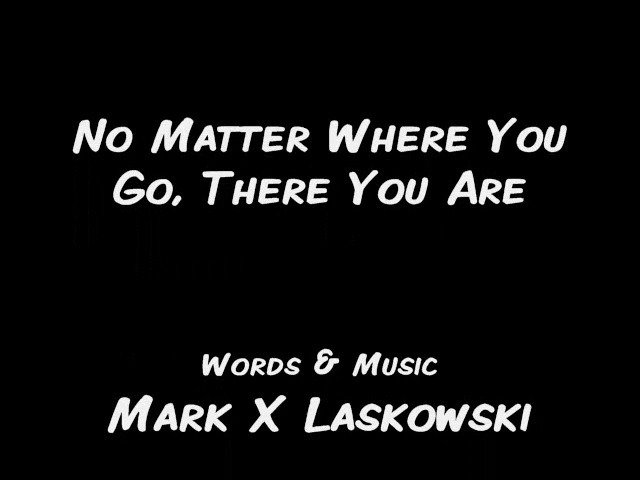 No Matter Where You
Go, There You Are
Words & Music
Mark X Laskowski